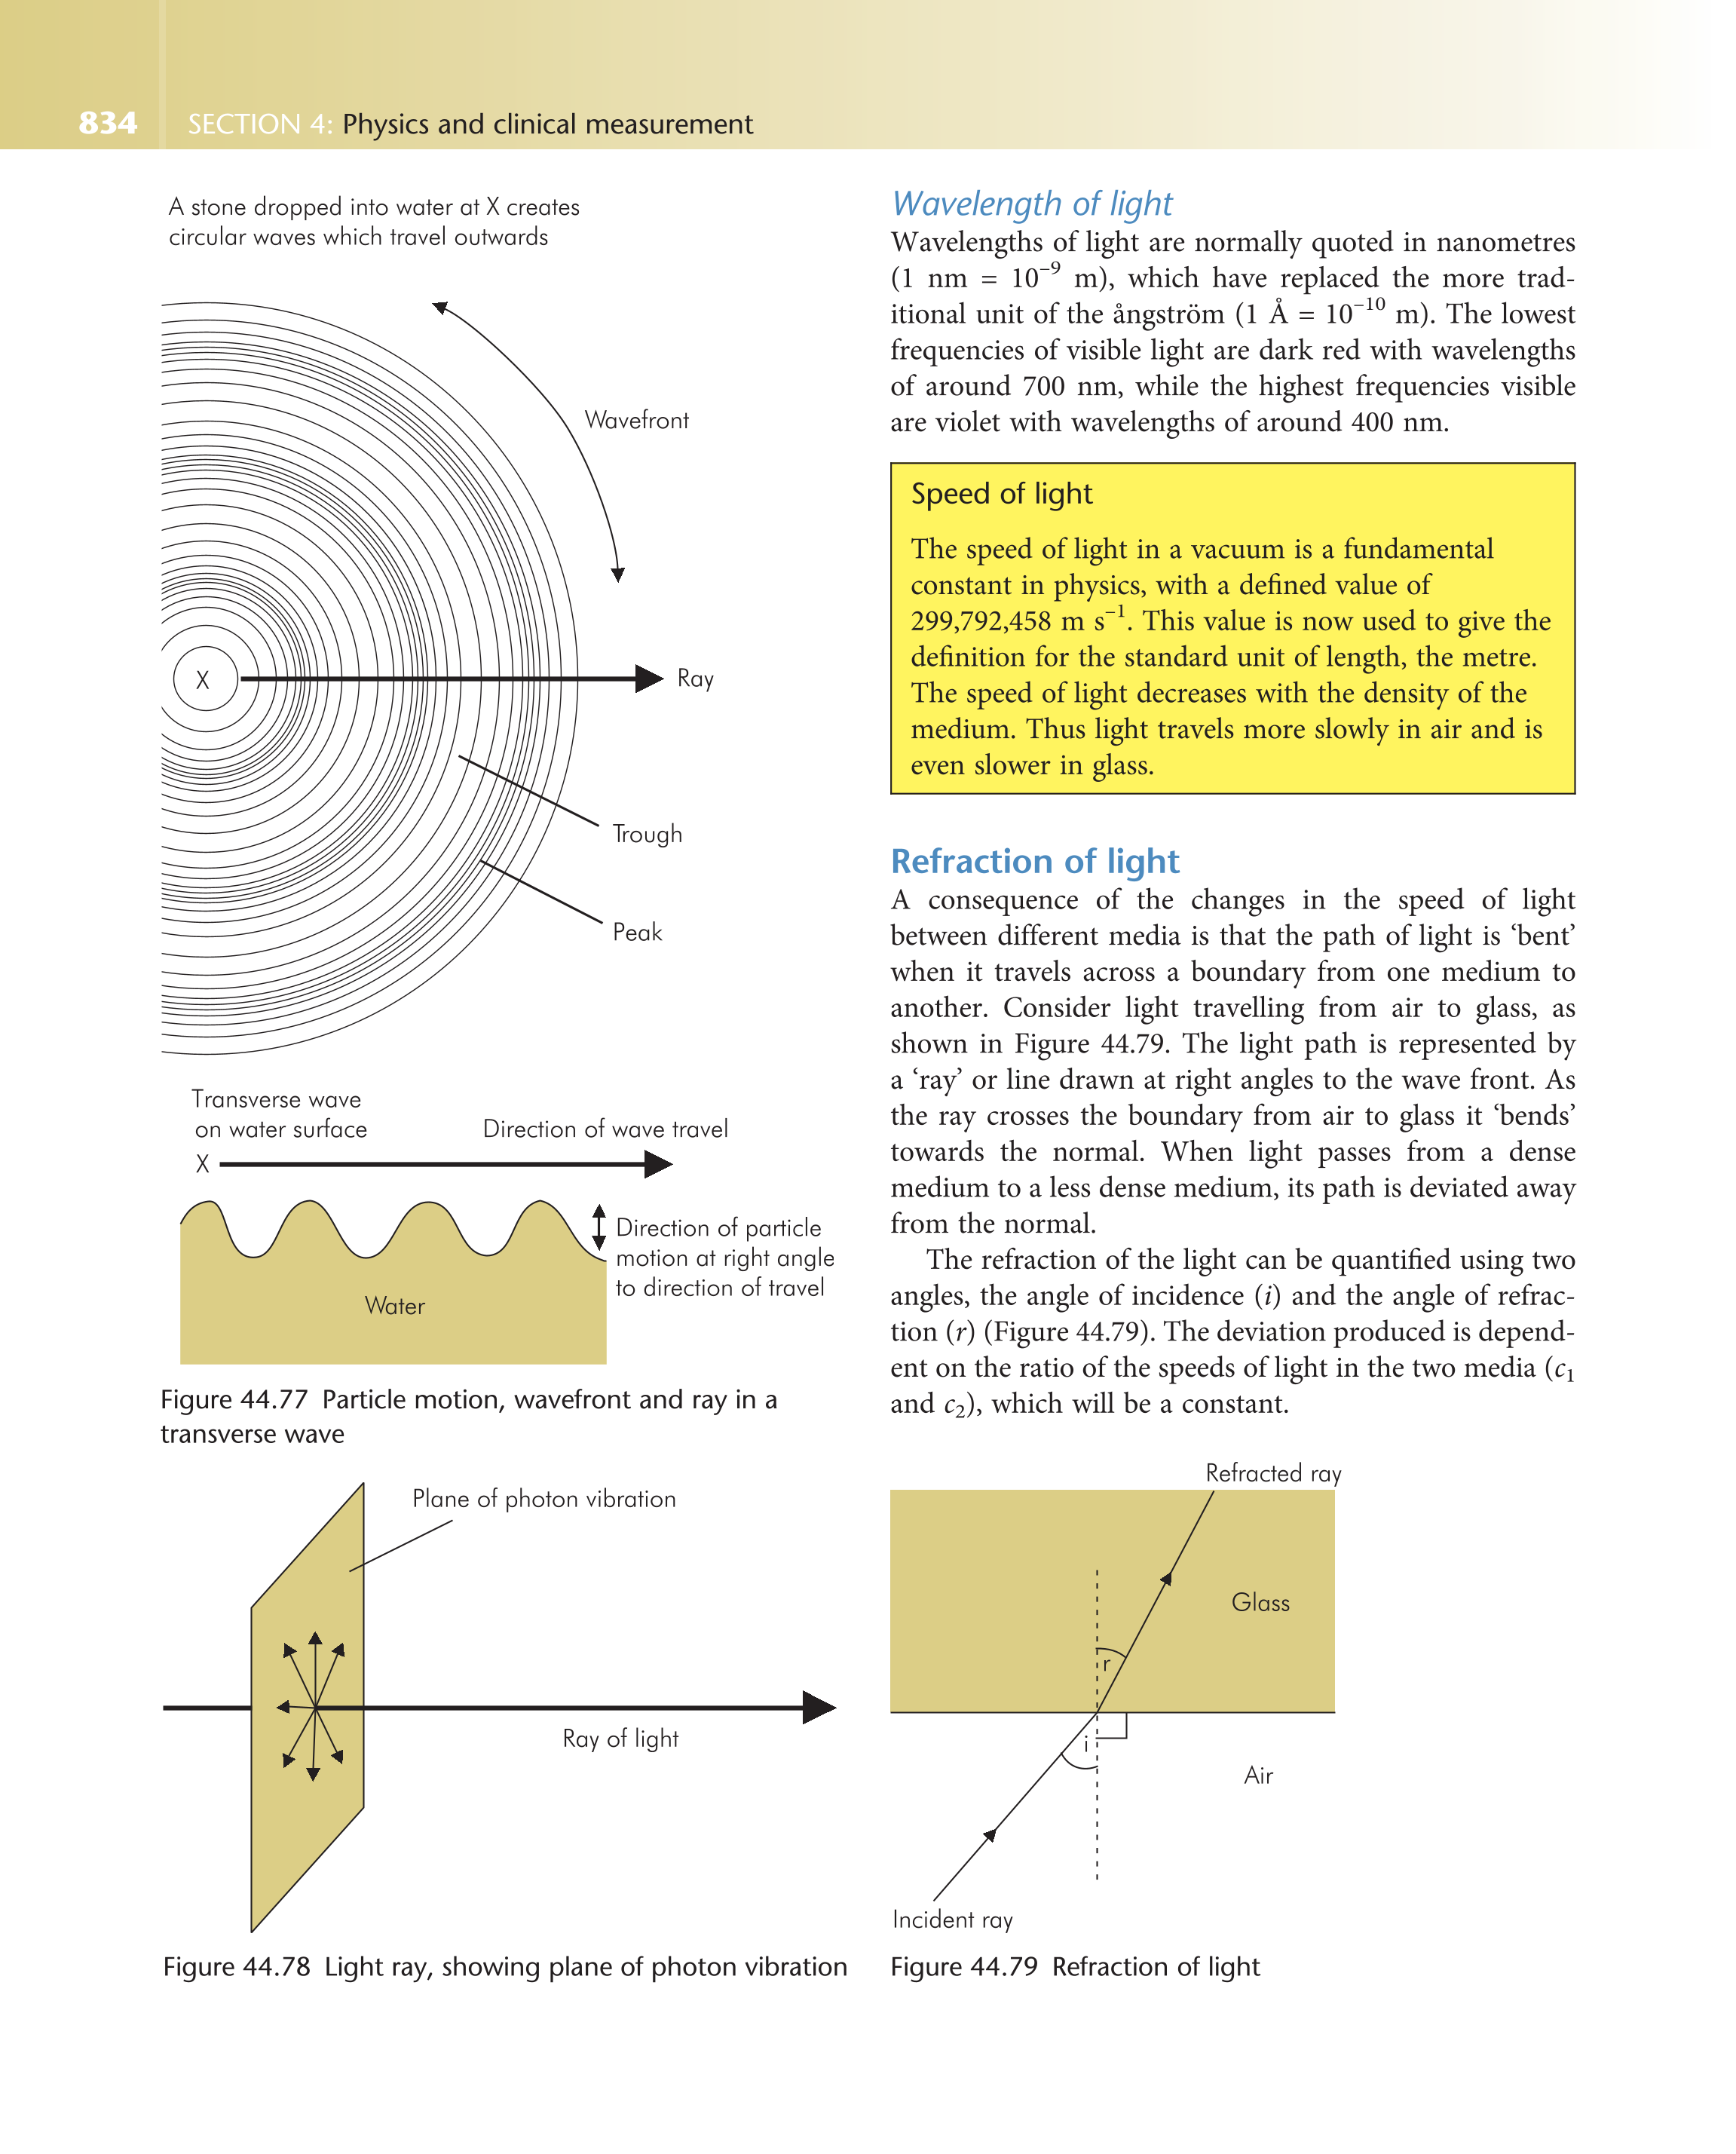 834 SECTION 4: Physics and clinical measurement
A stone dropped into water at X creates
circular waves which travel outwards
Wavefront
X
Ray
Trough
Peak
Transverse wave
on water surface
Direction of wave travel
X
Direction of particle
motion at right angle
to direction of travel
Water
Figure 44.77 Particle motion, wavefront and ray in a
transverse wave
Plane of photon vibration
Ray of light
Figure 44.78 Light ray, showing plane of photon vibration
Wavelength of light
Wavelengths of light are normally quoted in nanometres
(1 nm = 10⁻⁹ m), which have replaced the more trad-
itional unit of the ångström (1 Å = 10⁻¹⁰ m). The lowest
frequencies of visible light are dark red with wavelengths
of around 700 nm, while the highest frequencies visible
are violet with wavelengths of around 400 nm.
Speed of light
The speed of light in a vacuum is a fundamental
constant in physics, with a defined value of
299,792,458 m s⁻¹. This value is now used to give the
definition for the standard unit of length, the metre.
The speed of light decreases with the density of the
medium. Thus light travels more slowly in air and is
even slower in glass.
Refraction of light
A consequence of the changes in the speed of light
between different media is that the path of light is ‘bent’
when it travels across a boundary from one medium to
another. Consider light travelling from air to glass, as
shown in Figure 44.79. The light path is represented by
a ‘ray’ or line drawn at right angles to the wave front. As
the ray crosses the boundary from air to glass it ‘bends’
towards the normal. When light passes from a dense
medium to a less dense medium, its path is deviated away
from the normal.
The refraction of the light can be quantified using two
angles, the angle of incidence (i) and the angle of refrac-
tion (r) (Figure 44.79). The deviation produced is depend-
ent on the ratio of the speeds of light in the two media (c₁
and c₂), which will be a constant.
Refracted ray
Glass
r
i
Air
Incident ray
Figure 44.79 Refraction of light